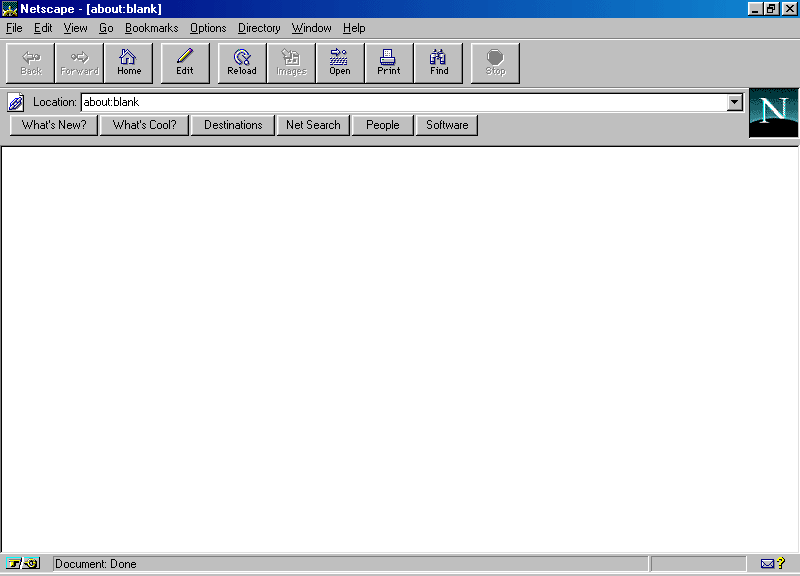 Netscape - [about:blank]
File Edit View Go Bookmarks Options Directory Window Help
Back Forward Home Edit Reload Images Open Print Find Stop
Location: about:blank
N
What's New? What's Cool? Destinations Net Search People Software
Document: Done